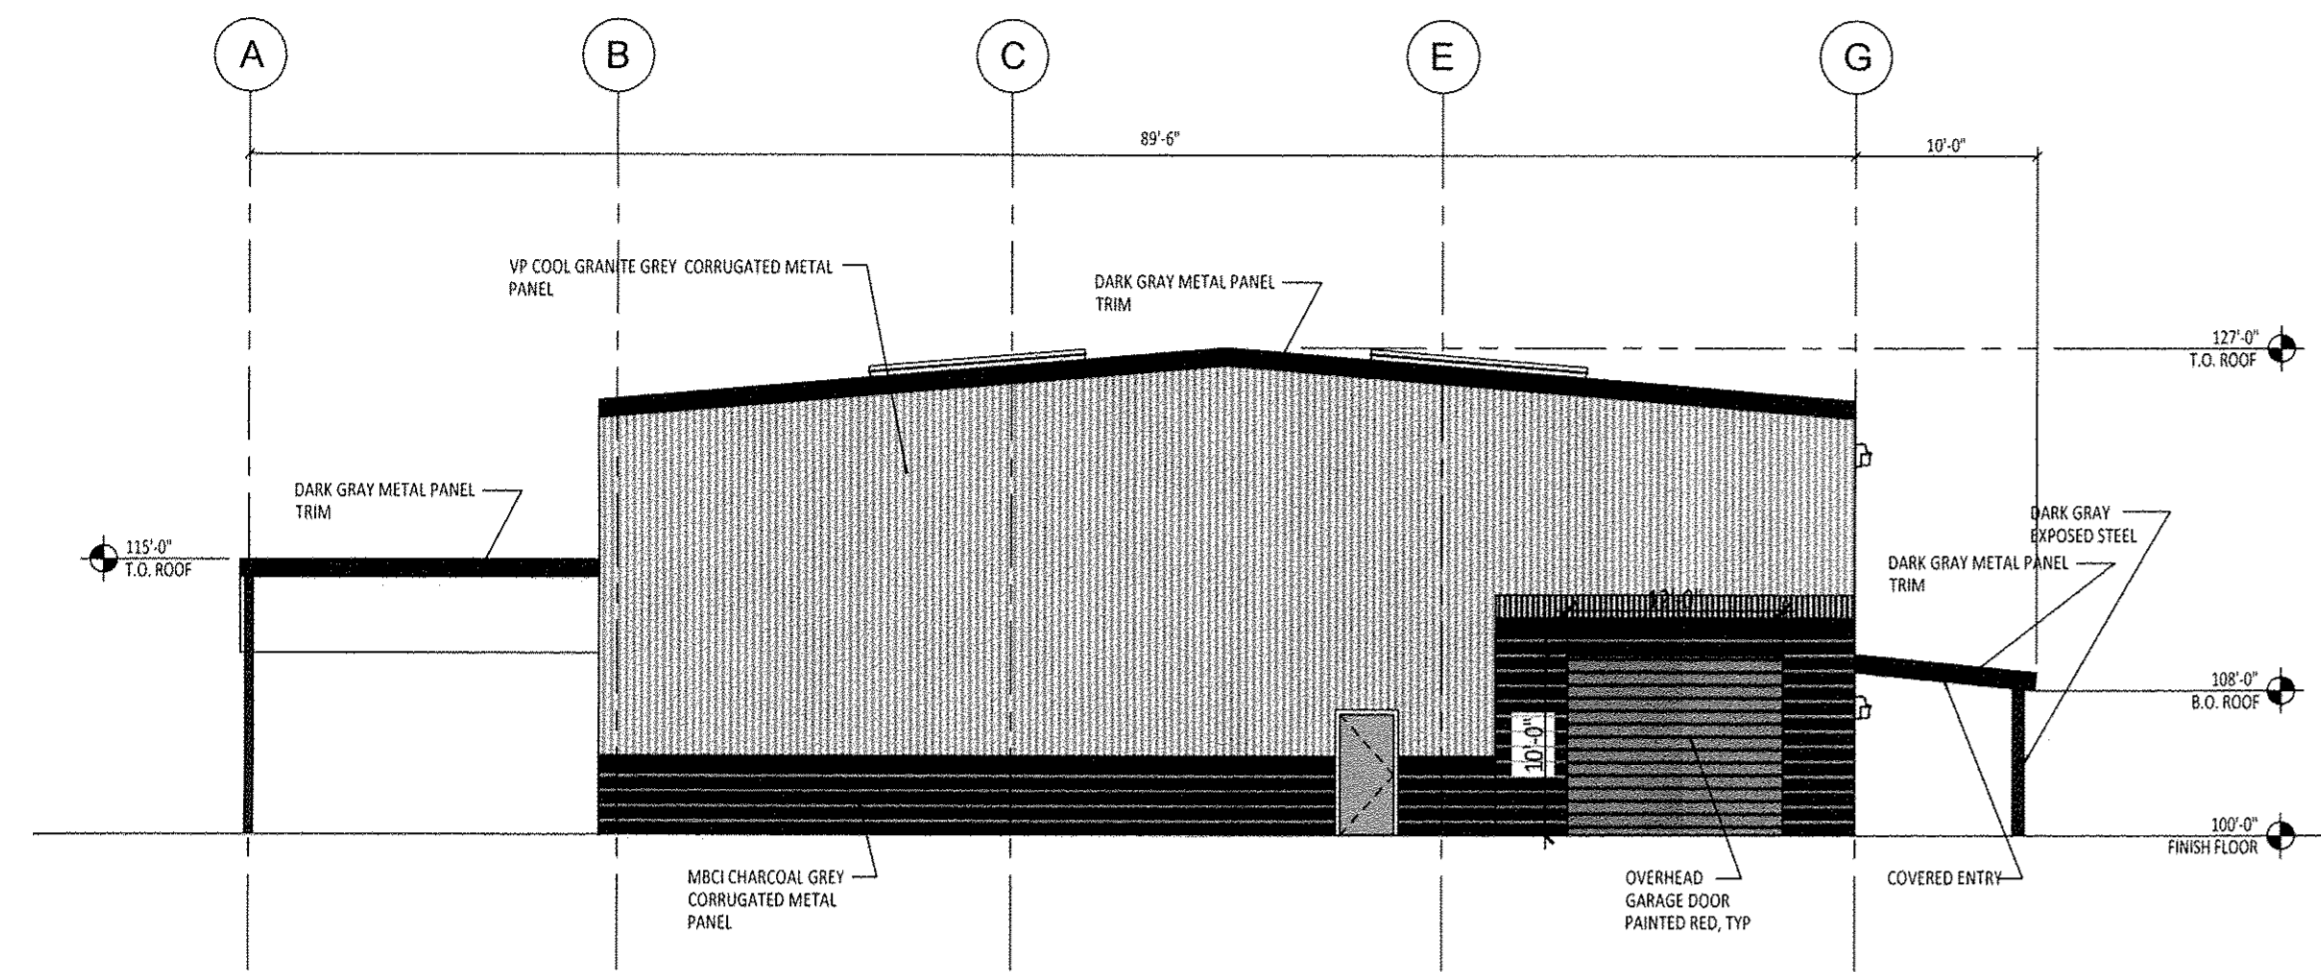 A
B
C
E
G
89'-6"
10'-0"
VP COOL GRANITE GREY CORRUGATED METAL
PANEL
DARK GRAY METAL PANEL
TRIM
127'-0"
T.O. ROOF
DARK GRAY METAL PANEL
TRIM
115'-0"
T.O. ROOF
DARK GRAY
EXPOSED STEEL
DARK GRAY METAL PANEL
TRIM
12'-0"
108'-0"
B.O. ROOF
10'-0"
100'-0"
FINISH FLOOR
MBCI CHARCOAL GREY
CORRUGATED METAL
PANEL
OVERHEAD
GARAGE DOOR
PAINTED RED, TYP
COVERED ENTRY